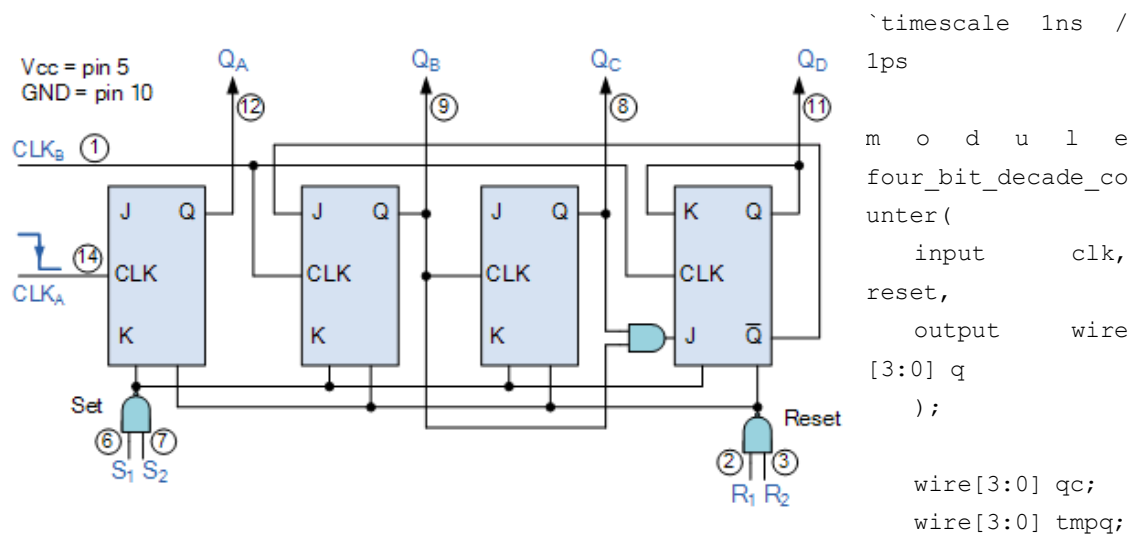 Vcc = pin 5
GND = pin 10
QA
QB
QC
QD
12
9
8
11
CLKB 1
J Q
J Q
J Q
K Q
14
CLKA
CLK
CLK
CLK
CLK
K
K
K
J Q̅
Set
Reset
6 7
2 3
S1 S2
R1 R2
`timescale 1ns /
1ps
m o d u l e
four_bit_decade_co
unter(
input clk,
reset,
output wire
[3:0] q
);
wire[3:0] qc;
wire[3:0] tmpq;